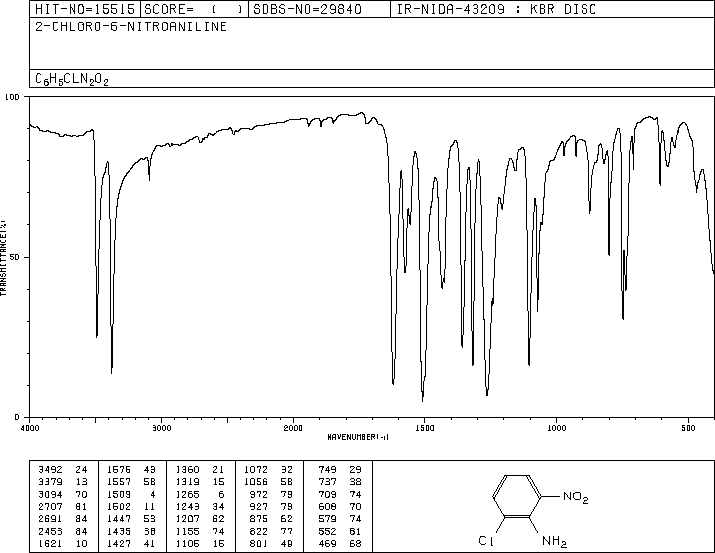 HIT-NO=15515 SCORE= ( ) SDBS-NO=29840 IR-NIDA-43209 : KBR DISC
2-CHLORO-6-NITROANILINE
C6H5CLN2O2
100
50
0
TRANSMITTANCE(%)
4000 3000 2000 1500 1000 500
WAVENUMBER(-1)
3492 24 1576 43 1360 21 1072 32 749 29
3379 13 1557 58 1319 15 1056 58 737 38
3094 70 1509 4 1265 6 972 79 709 74
2707 81 1502 11 1243 34 927 79 608 70
2691 84 1447 53 1207 62 875 62 579 74
2453 84 1435 38 1155 74 822 77 552 81
1621 10 1427 41 1105 15 801 49 469 68
NO2
Cl NH2